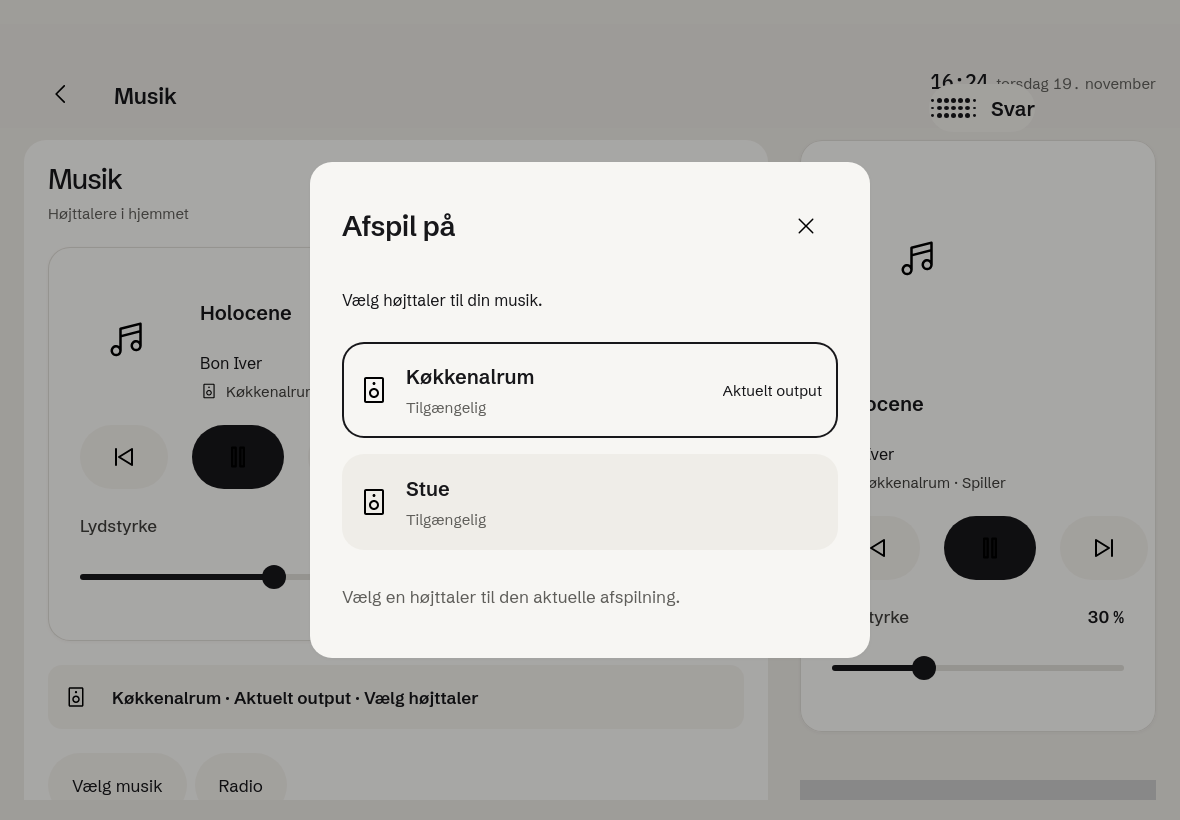 Musik
16:24 torsdag 19. november
Svar
Musik
Højttalere i hjemmet
Holocene
Bon Iver
Køkkenalrum
Lydstyrke
Køkkenalrum · Aktuelt output · Vælg højttaler
Vælg musik
Radio
Afspil på
Vælg højttaler til din musik.
Køkkenalrum
Tilgængelig
Aktuelt output
Stue
Tilgængelig
Vælg en højttaler til den aktuelle afspilning.
ocene
ver
økkenalrum · Spiller
tyrke
30 %